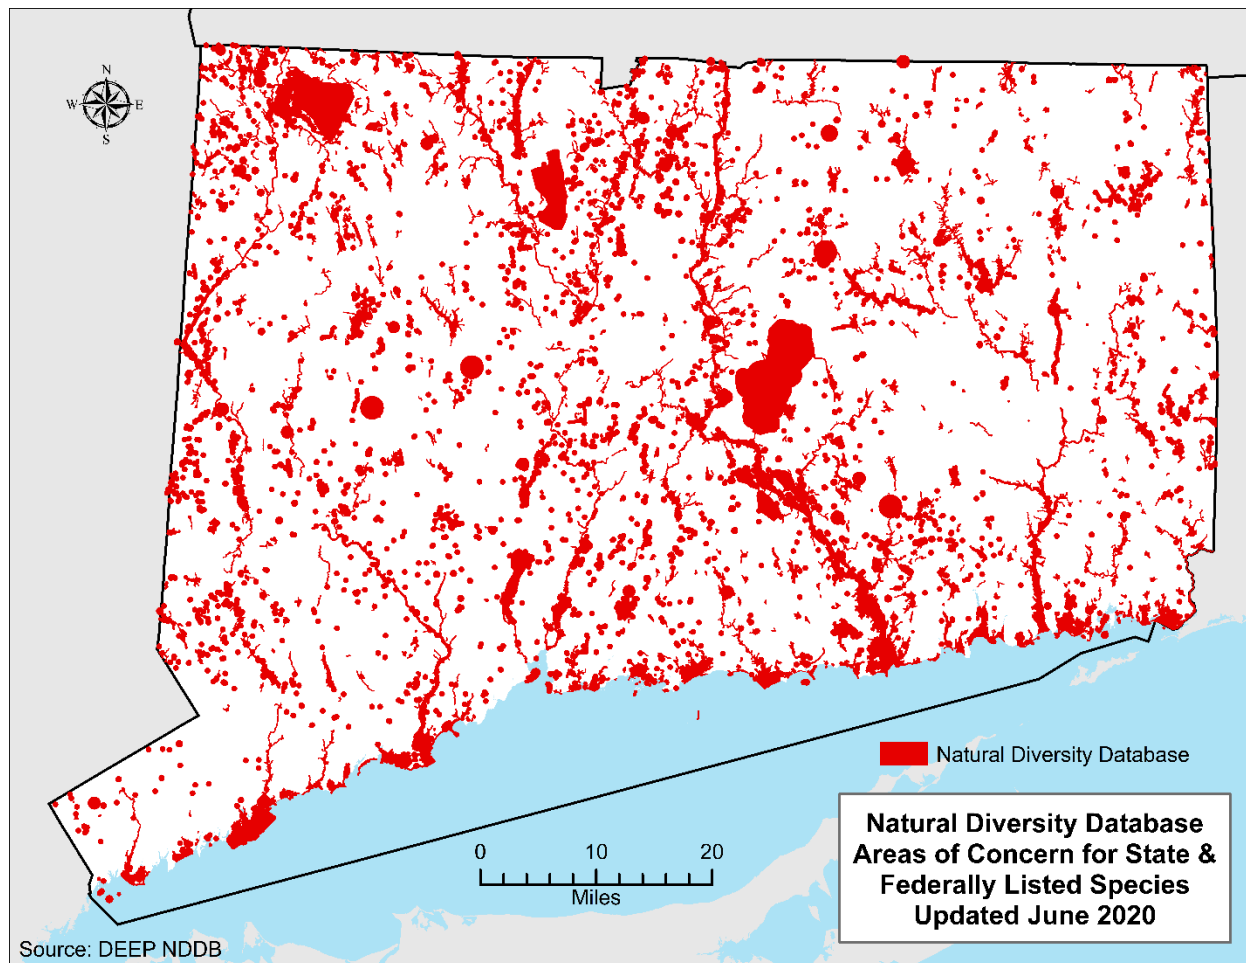 N
W E
S
Natural Diversity Database
Natural Diversity Database
Areas of Concern for State &
Federally Listed Species
Updated June 2020
0 10 20
Miles
Source: DEEP NDDB